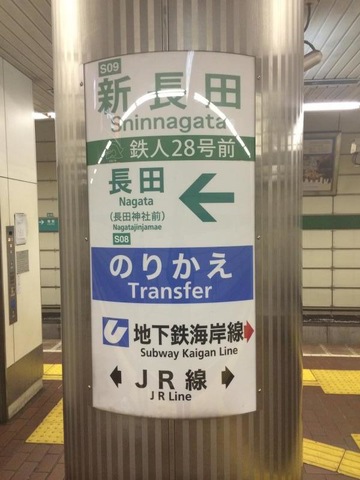 S09
新長田
Shinnagata
鉄人28号前
長田
Nagata
(長田神社前)
Nagatajinjamae
S08
のりかえ
Transfer
地下鉄海岸線
Subway Kaigan Line
JR線
JR Line